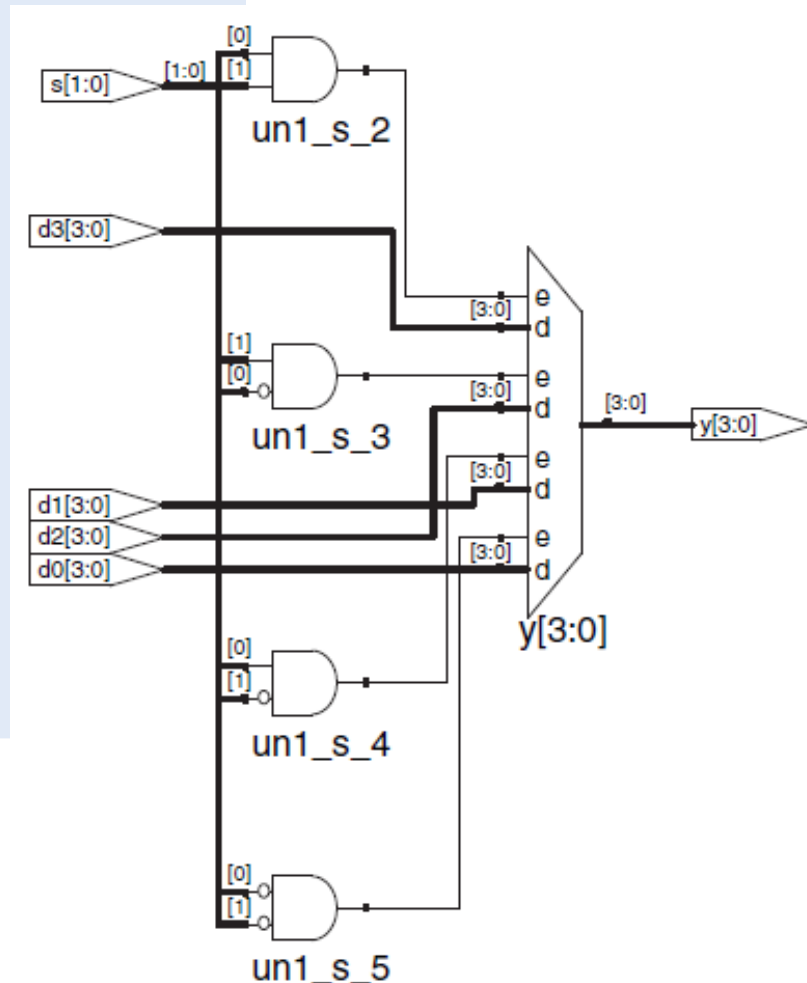 [0]
s[1:0]
[1:0]
[1]
un1_s_2
d3[3:0]
e
[3:0]
d
[1]
[0]
un1_s_3
e
[3:0]
d
[3:0]
y[3:0]
e
[3:0]
d
d1[3:0]
d2[3:0]
d0[3:0]
e
[3:0]
d
y[3:0]
[0]
[1]
un1_s_4
[0]
[1]
un1_s_5